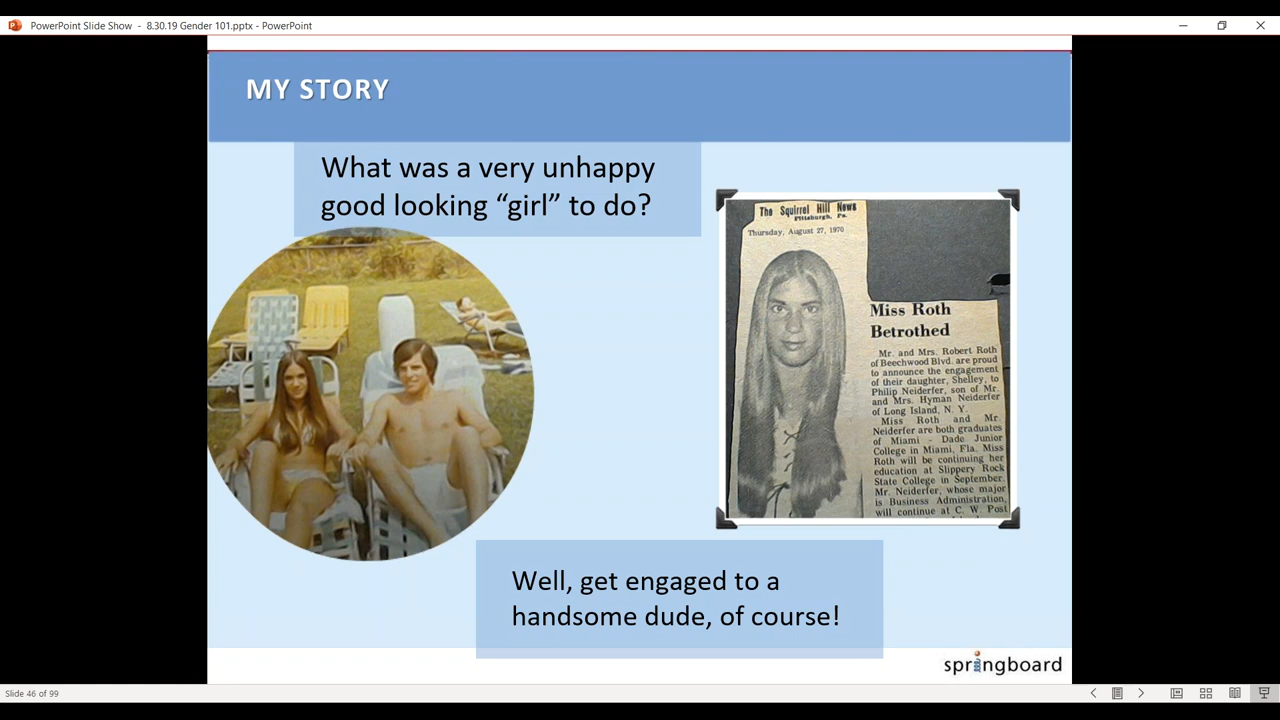 PowerPoint Slide Show - 8.30.19 Gender 101.pptx - PowerPoint
MY STORY
What was a very unhappy
good looking “girl” to do?
The Squirrel Hill News
Pittsburgh, Pa.
Thursday, August 27, 1970
Miss Roth
Betrothed
Mr. and Mrs. Robert Roth
of Beechwood Blvd. are proud
to announce the engagement
of their daughter, Shelley, to
Philip Neiderfer, son of Mr.
and Mrs. Hyman Neiderfer
of Long Island, N. Y.
Miss Roth and Mr.
Neiderfer are both graduates
of Miami - Dade Junior
College in Miami, Fla. Miss
Roth will be continuing her
education at Slippery Rock
State College in September.
Mr. Neiderfer, whose major
is Business Administration,
will continue at C. W. Post
Well, get engaged to a
handsome dude, of course!
springboard
Slide 46 of 99